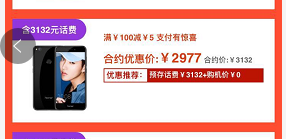 含3132元话费
满￥100减￥5 支付有惊喜
合约优惠价:￥2977 合约价:￥3132
优惠推荐: 预存话费￥3132+购机价￥0